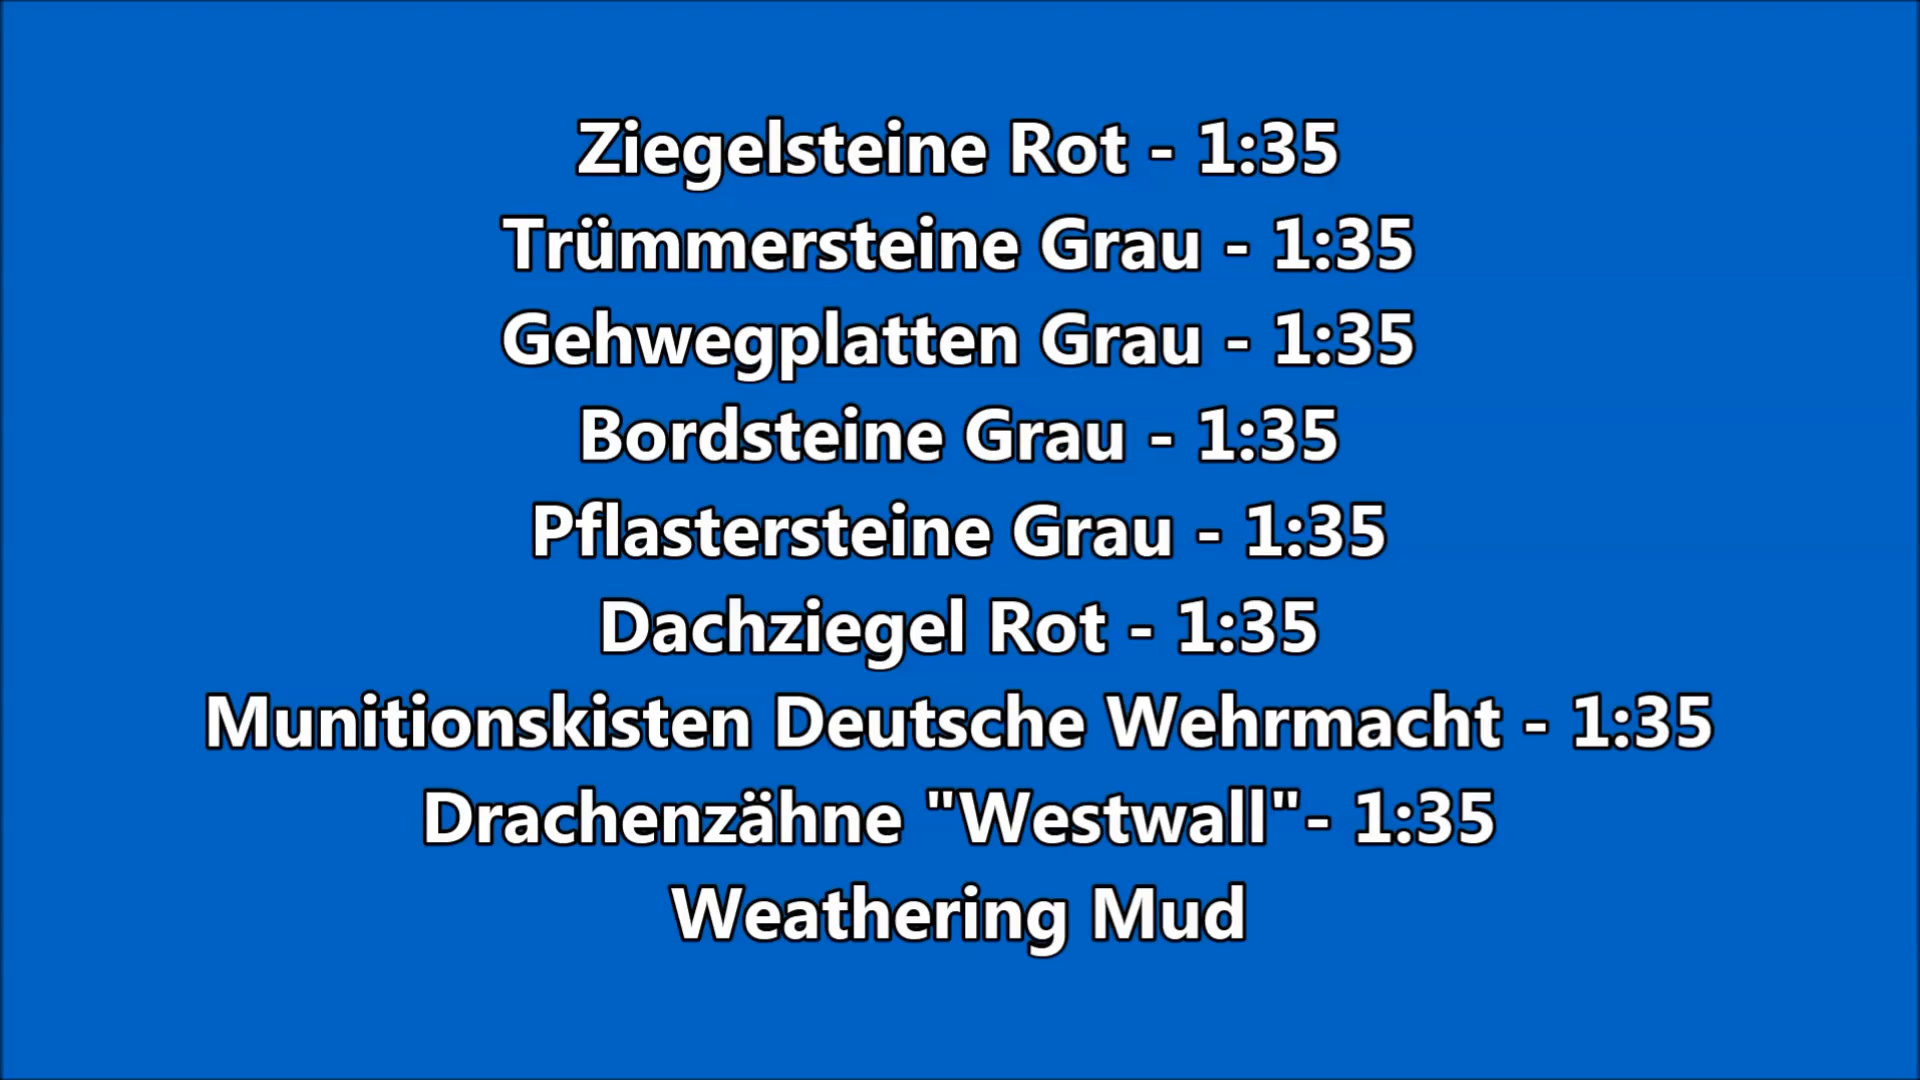 Ziegelsteine Rot - 1:35
Trümmersteine Grau - 1:35
Gehwegplatten Grau - 1:35
Bordsteine Grau - 1:35
Pflastersteine Grau - 1:35
Dachziegel Rot - 1:35
Munitionskisten Deutsche Wehrmacht - 1:35
Drachenzähne "Westwall"- 1:35
Weathering Mud